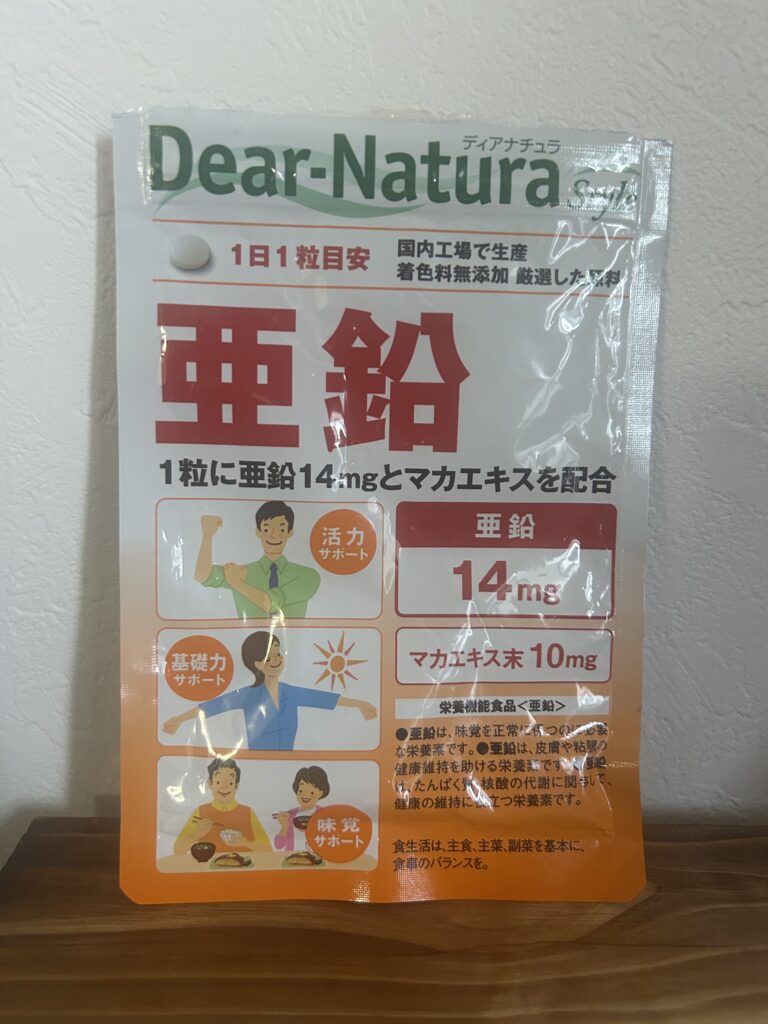 ディアナチュラ
Dear-Natura
Style
1日1粒目安
国内工場で生産
着色料無添加 厳選した原料
亜鉛
1粒に亜鉛14mgとマカエキスを配合
活力
サポート
亜鉛
14mg
基礎力
サポート
マカエキス末 10mg
栄養機能食品<亜鉛>
●亜鉛は、味覚を正常に保つのに必要
な栄養素です。●亜鉛は、皮膚や粘膜の
健康維持を助ける栄養素です。●亜鉛
は、たんぱく質・核酸の代謝に関与して、
健康の維持に役立つ栄養素です。
味覚
サポート
食生活は、主食、主菜、副菜を基本に、
食事のバランスを。